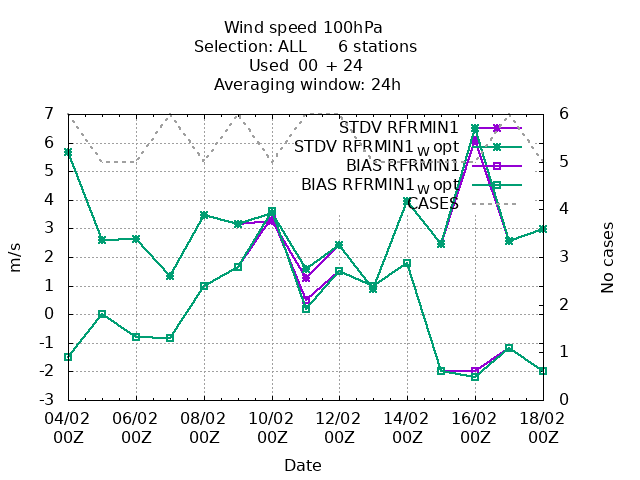 Wind speed 100hPa
Selection: ALL 6 stations
Used 00 + 24
Averaging window: 24h
STDV RFRMIN1
STDV RFRMIN1w opt
BIAS RFRMIN1
BIAS RFRMIN1w opt
CASES
7
6
5
4
3
2
1
0
-1
-2
-3
m/s
6
5
4
3
2
1
0
No cases
04/02 06/02 08/02 10/02 12/02 14/02 16/02 18/02
00Z 00Z 00Z 00Z 00Z 00Z 00Z 00Z
Date